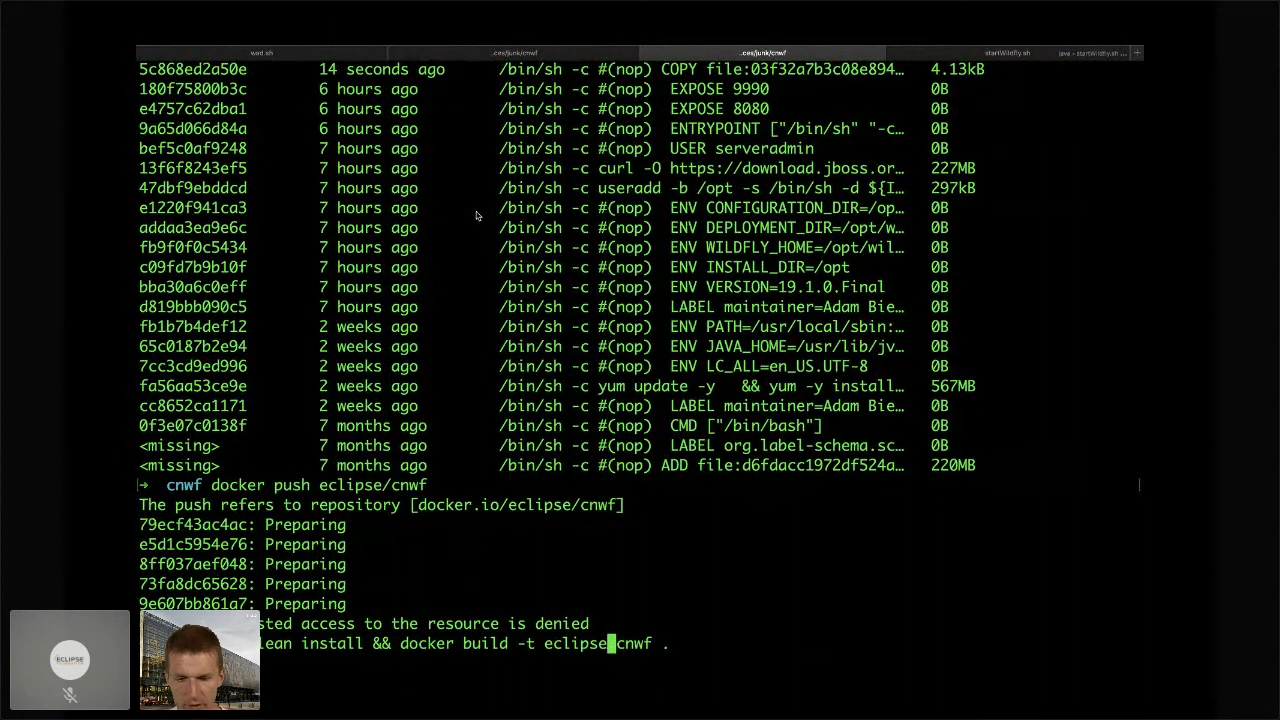 wad.sh
..ces/junk/cnwf
..ces/junk/cnwf
startWildfly.sh
java ‹ startWildfly.sh ...
+
5c868ed2a50e 14 seconds ago /bin/sh -c #(nop) COPY file:03f32a7b3c08e894… 4.13kB
180f75800b3c 6 hours ago /bin/sh -c #(nop) EXPOSE 9990 0B
e4757c62dba1 6 hours ago /bin/sh -c #(nop) EXPOSE 8080 0B
9a65d066d84a 6 hours ago /bin/sh -c #(nop) ENTRYPOINT ["/bin/sh" "-c… 0B
bef5c0af9248 7 hours ago /bin/sh -c #(nop) USER serveradmin 0B
13f6f8243ef5 7 hours ago /bin/sh -c curl -O https://download.jboss.or… 227MB
47dbf9ebddcd 7 hours ago /bin/sh -c useradd -b /opt -s /bin/sh -d ${I… 297kB
e1220f941ca3 7 hours ago /bin/sh -c #(nop) ENV CONFIGURATION_DIR=/op… 0B
addaa3ea9e6c 7 hours ago /bin/sh -c #(nop) ENV DEPLOYMENT_DIR=/opt/w… 0B
fb9f0f0c5434 7 hours ago /bin/sh -c #(nop) ENV WILDFLY_HOME=/opt/wil… 0B
c09fd7b9b10f 7 hours ago /bin/sh -c #(nop) ENV INSTALL_DIR=/opt 0B
bba30a6c0eff 7 hours ago /bin/sh -c #(nop) ENV VERSION=19.1.0.Final 0B
d819bbb090c5 7 hours ago /bin/sh -c #(nop) LABEL maintainer=Adam Bie… 0B
fb1b7b4def12 2 weeks ago /bin/sh -c #(nop) ENV PATH=/usr/local/sbin:… 0B
65c0187b2e94 2 weeks ago /bin/sh -c #(nop) ENV JAVA_HOME=/usr/lib/jv… 0B
7cc3cd9ed996 2 weeks ago /bin/sh -c #(nop) ENV LC_ALL=en_US.UTF-8 0B
fa56aa53ce9e 2 weeks ago /bin/sh -c yum update -y && yum -y install… 567MB
cc8652ca1171 2 weeks ago /bin/sh -c #(nop) LABEL maintainer=Adam Bie… 0B
0f3e07c0138f 7 months ago /bin/sh -c #(nop) CMD ["/bin/bash"] 0B
<missing> 7 months ago /bin/sh -c #(nop) LABEL org.label-schema.sc… 0B
<missing> 7 months ago /bin/sh -c #(nop) ADD file:d6fdacc1972df524a… 220MB
→ cnwf docker push eclipse/cnwf
The push refers to repository [docker.io/eclipse/cnwf]
79ecf43ac4ac: Preparing
e5d1c5954e76: Preparing
8ff037aef048: Preparing
73fa8dc65628: Preparing
9e607bb861a7: Preparing
sted access to the resource is denied
lean install && docker build -t eclipse cnwf .
ECLIPSE